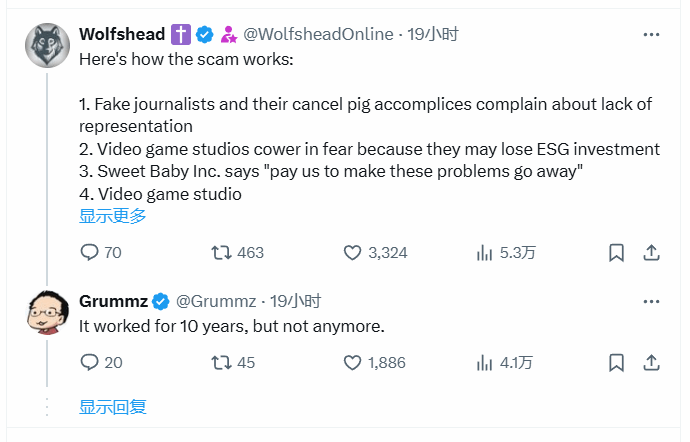 Wolfshead @WolfsheadOnline · 19小时
Here's how the scam works:
1. Fake journalists and their cancel pig accomplices complain about lack of
representation
2. Video game studios cower in fear because they may lose ESG investment
3. Sweet Baby Inc. says "pay us to make these problems go away"
4. Video game studio
显示更多
70 463 3,324 5.3万
Grummz @Grummz · 19小时
It worked for 10 years, but not anymore.
20 45 1,886 4.1万
显示回复